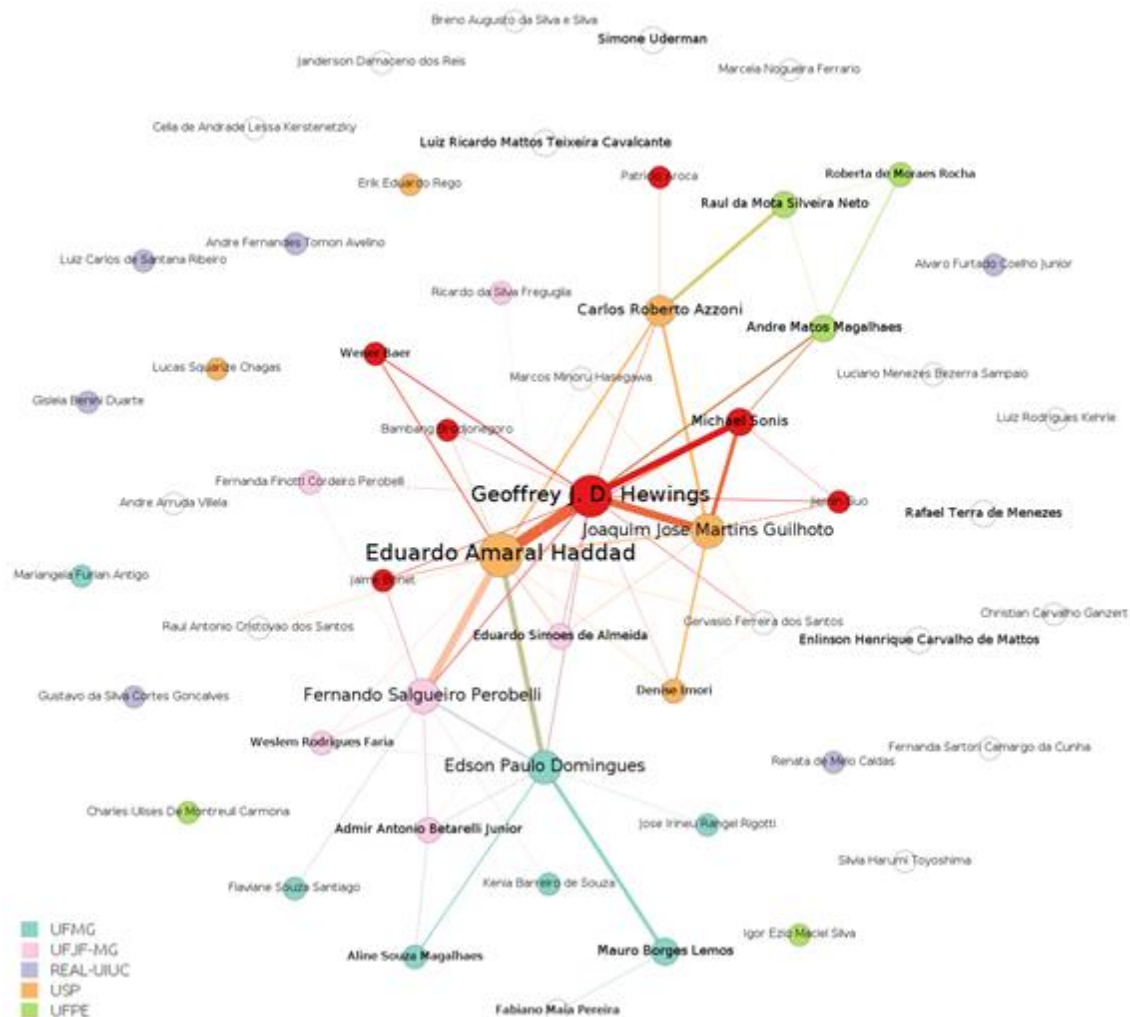 Breno Augusto da Silva e Silva
Simone Uderman
Janderson Damaceno dos Reis
Marcela Nogueira Ferrario
Celia de Andrade Lessa Kerstenetzky
Luiz Ricardo Mattos Teixeira Cavalcante
Patricio Aroca
Roberta de Moraes Rocha
Erik Eduardo Rego
Raul da Mota Silveira Neto
Andre Fernandes Tomon Avelino
Luiz Carlos de Santana Ribeiro
Alvaro Furtado Coelho Junior
Ricardo da Silva Freguglia
Carlos Roberto Azzoni
Andre Matos Magalhaes
Werner Baer
Lucas Squarize Chagas
Marcos Minoru Hasegawa
Luciano Menezes Bezerra Sampaio
Gisleia Benini Duarte
Luiz Rodrigues Kehrle
Michael Sonis
Bambang Brodjonegoro
Fernanda Finotti Cordeiro Perobelli
Geoffrey J. D. Hewings
Andre Arruda Villela
Jiemin Guo
Rafael Terra de Menezes
Joaquim Jose Martins Guilhoto
Eduardo Amaral Haddad
Mariangela Furlan Antigo
Jaime Bonet
Christian Carvalho Ganzert
Raul Antonio Cristovao dos Santos
Gervasio Ferreira dos Santos
Eduardo Simoes de Almeida
Enlinson Henrique Carvalho de Mattos
Gustavo da Silva Cortes Goncalves
Fernando Salgueiro Perobelli
Denise Imori
Weslem Rodrigues Faria
Fernanda Sartori Camargo da Cunha
Renata de Melo Caldas
Edson Paulo Domingues
Charles Ulises De Montreuil Carmona
Jose Irineu Rangel Rigotti
Admir Antonio Betarelli Junior
Silvia Harumi Toyoshima
Flaviane Souza Santiago
Kenia Barreiro de Souza
Igor Ezio Maciel Silva
Aline Souza Magalhaes
Mauro Borges Lemos
Fabiano Maia Pereira
UFMG
UFJF-MG
REAL-UIUC
USP
UFPE